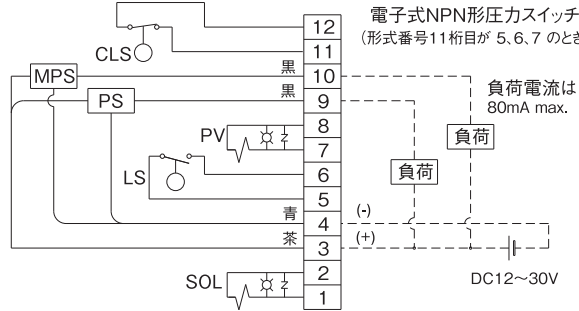 電子式NPN形圧力スイッチ
(形式番号11桁目が 5、6、7 のとき
12
CLS
11
MPS
黒
10
負荷電流は
80mA max.
PS
黒
9
PV
8
負荷
7
LS
6
負荷
5
青
4
(-)
茶
3
(+)
SOL
2
DC12～30V
1